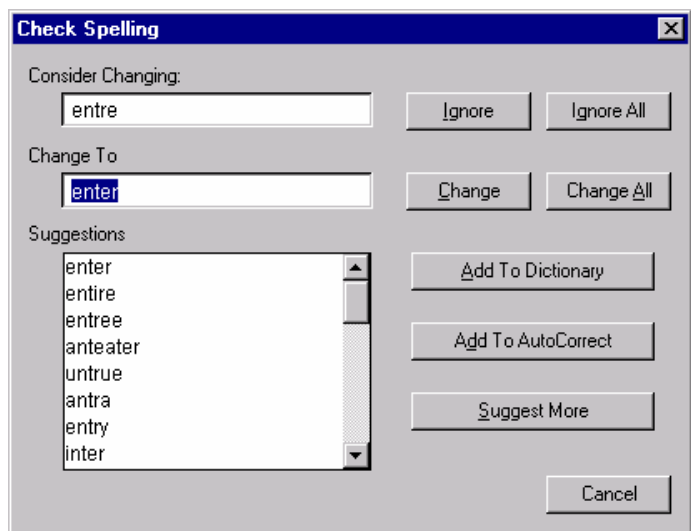 Check Spelling
Consider Changing:
entre
Ignore
Ignore All
Change To
enter
Change
Change All
Suggestions
enter
entire
entree
anteater
untrue
antra
entry
inter
Add To Dictionary
Add To AutoCorrect
Suggest More
Cancel